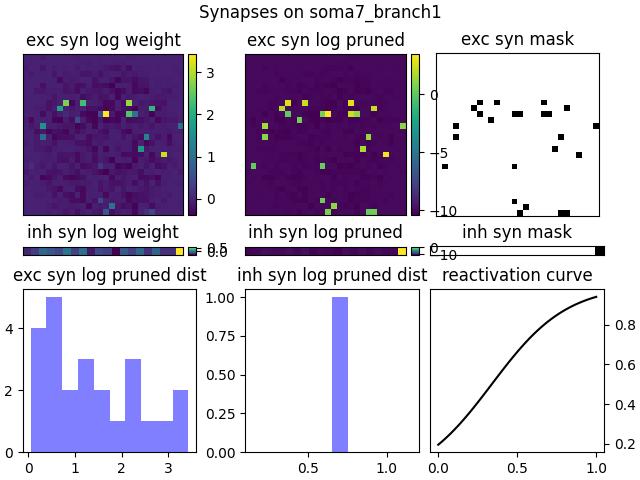 Synapses on soma7_branch1
exc syn log weight
exc syn log pruned
exc syn mask
3
2
1
0
0
−5
−10
inh syn log weight
inh syn log pruned
inh syn mask
0.5
0.0
0
−10
exc syn log pruned dist
inh syn log pruned dist
reactivation curve
4
2
0
0 1 2 3
1.00
0.75
0.50
0.25
0.00
0.5 1.0
0.8
0.6
0.4
0.2
0.0 0.5 1.0